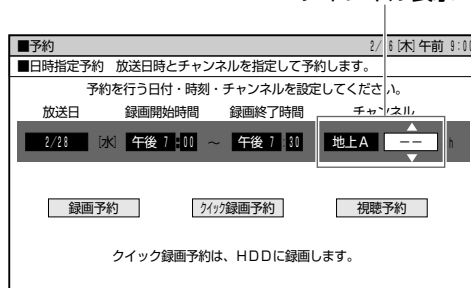 ■予約 2/ 6[木]午前 9:00
■日時指定予約 放送日時とチャンネルを指定して予約します。
予約を行う日付・時刻・チャンネルを設定してください。
放送日 録画開始時間 録画終了時間 チャンネル
2/28 [水] 午後 7:00 ～ 午後 7:30 地上A －－ h
録画予約 クイック録画予約 視聴予約
クイック録画予約は、HDDに録画します。